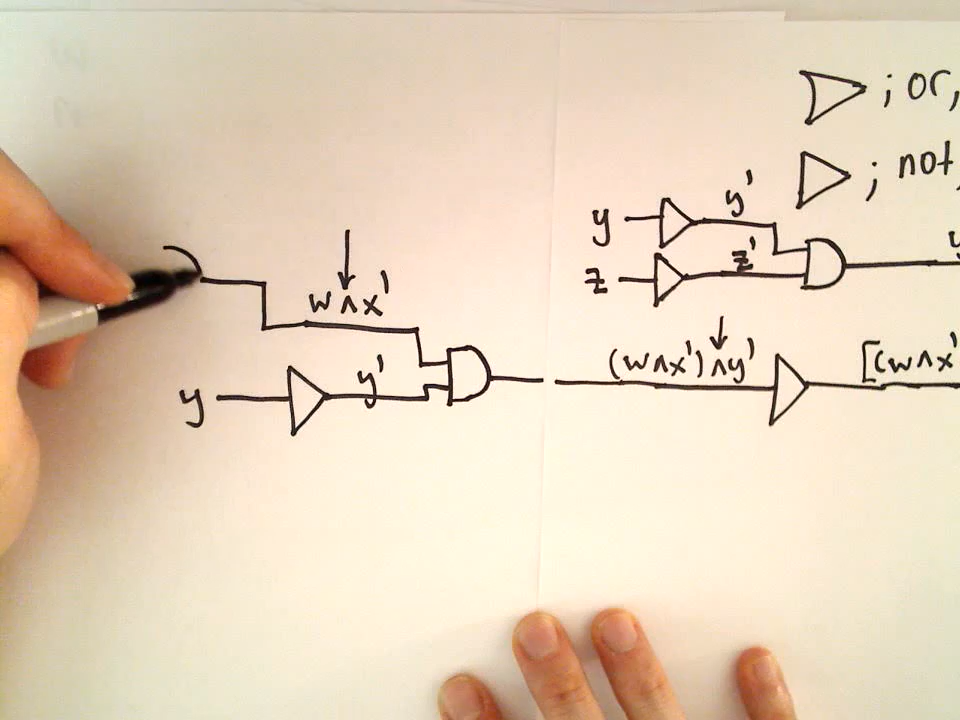 ; or,
; not,
y y'
z z'
w∧x'
(w∧x')∧y'
[(w∧x'
y y'